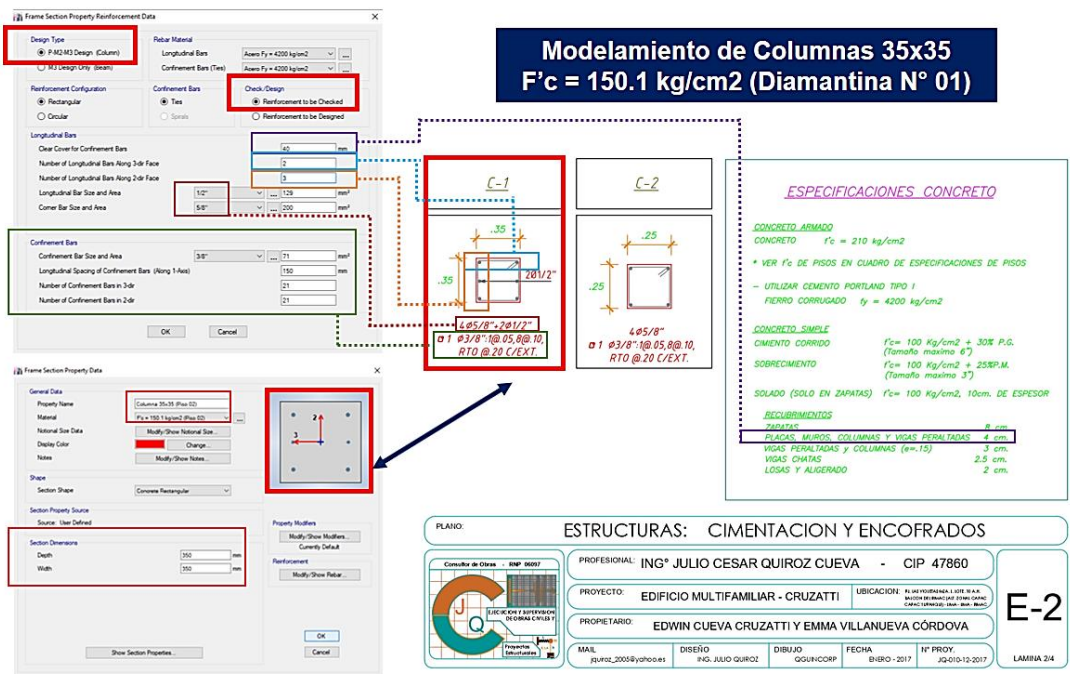 Frame Section Property Reinforcement Data
Design Type
P-M2-M3 Design (Column)
M3 Design Only (Beam)
Rebar Material
Longitudinal Bars
Acero Fy = 4200 kg/cm2
Confinement Bars (Ties)
Acero Fy = 4200 kg/cm2
Reinforcement Configuration
Rectangular
Circular
Confinement Bars
Ties
Spirals
Check/Design
Reinforcement to be Checked
Reinforcement to be Designed
Longitudinal Bars
Clear Cover for Confinement Bars
40 mm
Number of Longitudinal Bars Along 3-dir Face
2
Number of Longitudinal Bars Along 2-dir Face
3
Longitudinal Bar Size and Area
1/2" ... 129 mm²
Corner Bar Size and Area
5/8" ... 200 mm²
Confinement Bars
Confinement Bar Size and Area
3/8" ... 71 mm²
Longitudinal Spacing of Confinement Bars (Along 1-Axis)
150 mm
Number of Confinement Bars in 3-dir
21
Number of Confinement Bars in 2-dir
21
OK Cancel
Modelamiento de Columnas 35x35
F'c = 150.1 kg/cm2 (Diamantina N° 01)
C-1
.35
.35
2Ø1/2"
4Ø5/8"+2Ø1/2"
1 Ø3/8":1@.05,8@.10,
RTO @.20 C/EXT.
C-2
.25
.25
4Ø5/8"
1 Ø3/8":1@.05,8@.10,
RTO @.20 C/EXT.
ESPECIFICACIONES CONCRETO
CONCRETO ARMADO
CONCRETO f'c = 210 kg/cm2
* VER f'c DE PISOS EN CUADRO DE ESPECIFICACIONES DE PISOS
- UTILIZAR CEMENTO PORTLAND TIPO I
FIERRO CORRUGADO fy = 4200 kg/cm2
CONCRETO SIMPLE
CIMIENTO CORRIDO f'c= 100 Kg/cm2 + 30% P.G.
(Tamaño maximo 6")
SOBRECIMIENTO f'c= 100 Kg/cm2 + 25%P.M.
(Tamaño maximo 3")
SOLADO (SOLO EN ZAPATAS) f'c= 100 Kg/cm2, 10cm. DE ESPESOR
RECUBRIMIENTOS
ZAPATAS 8 cm.
PLACAS, MUROS, COLUMNAS Y VIGAS PERALTADAS 4 cm.
VIGAS PERALTADAS y COLUMNAS (e=.15) 3 cm.
VIGAS CHATAS 2.5 cm.
LOSAS Y ALIGERADO 2 cm.
Frame Section Property Data
General Data
Property Name
Columna 35x35 (Piso 02)
Material
F'c = 150.1 kg/cm2 (Piso 02) ...
Notional Size Data
Modify/Show Notional Size...
Display Color
Change...
Notes
Modify/Show Notes...
2
3
Shape
Section Shape
Concrete Rectangular
Section Property Source
Source: User Defined
Section Dimensions
Depth
350 mm
Width
350 mm
Property Modifiers
Modify/Show Modifiers...
Currently Default
Reinforcement
Modify/Show Rebar...
OK
Show Section Properties...
Cancel
PLANO: ESTRUCTURAS: CIMENTACION Y ENCOFRADOS
Consultor de Obras - RNP 06097
JQ
EJECUCION Y SUPERVISION
DE OBRAS CIVILES Y
Proyectos
Estructurales
PROFESIONAL: ING° JULIO CESAR QUIROZ CUEVA - CIP 47860
PROYECTO: EDIFICIO MULTIFAMILIAR - CRUZATTI
UBICACION:
PROPIETARIO: EDWIN CUEVA CRUZATTI Y EMMA VILLANUEVA CÓRDOVA
MAIL
jquiroz_2005@yahoo.es
DISEÑO
ING. JULIO QUIROZ
DIBUJO
QGUINCORP
FECHA
ENERO - 2017
N° PROY.
JQ-010-12-2017
E-2
LAMINA 2/4